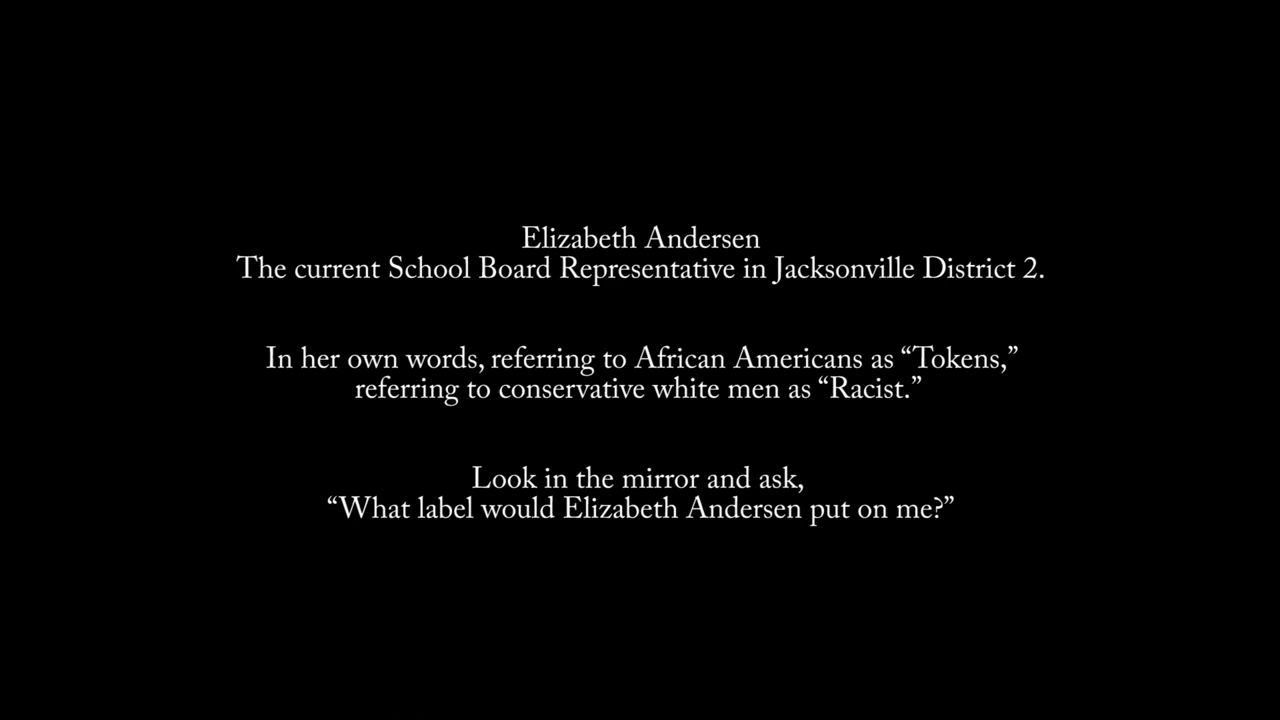 Elizabeth Andersen
The current School Board Representative in Jacksonville District 2.
In her own words, referring to African Americans as “Tokens,”
referring to conservative white men as “Racist.”
Look in the mirror and ask,
“What label would Elizabeth Andersen put on me?”